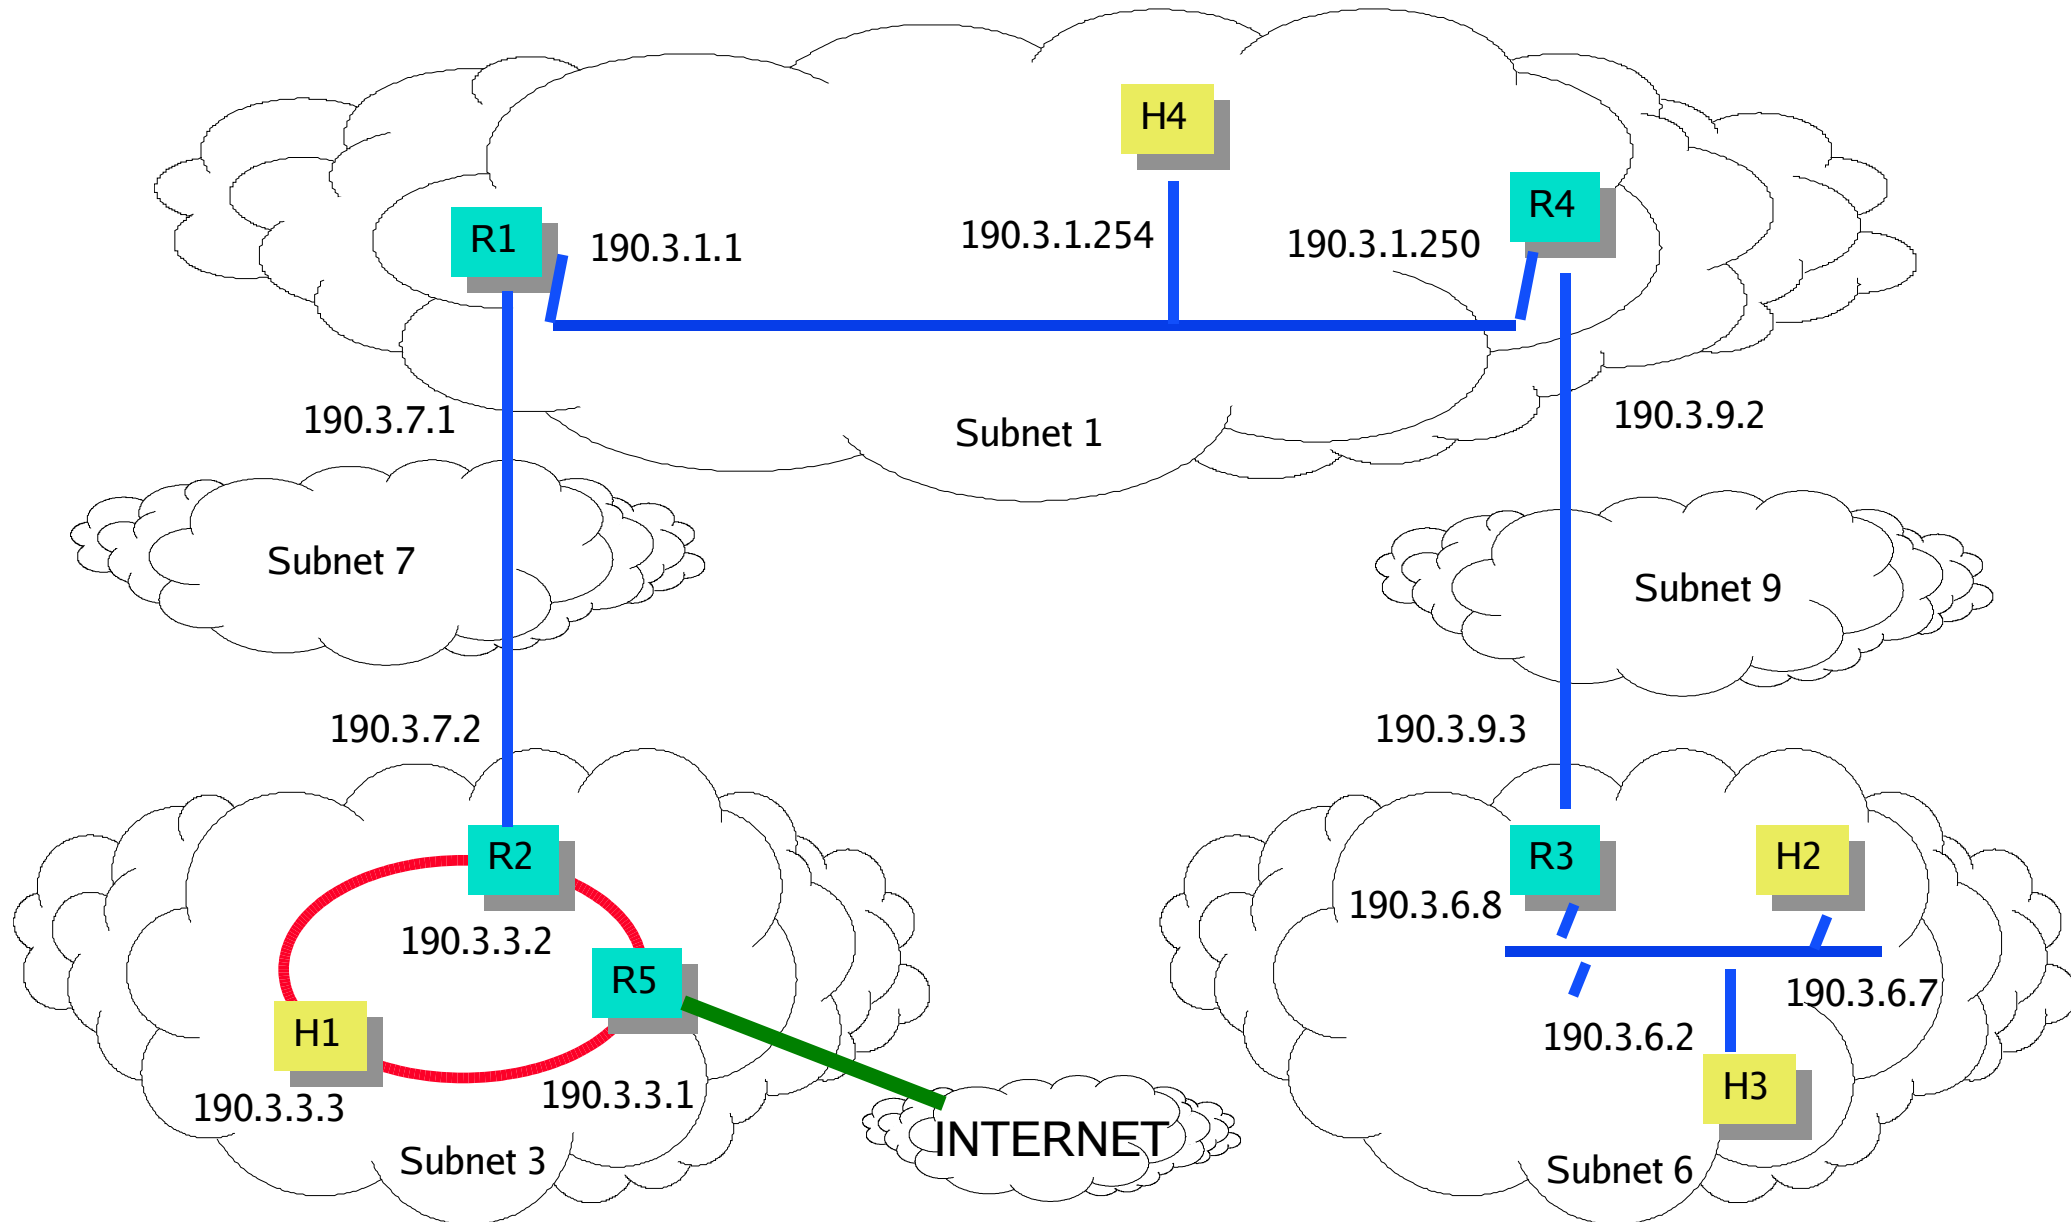 H4
R4
R1
190.3.1.1
190.3.1.254
190.3.1.250
190.3.7.1
Subnet 1
190.3.9.2
Subnet 7
Subnet 9
190.3.7.2
190.3.9.3
R2
R3
H2
190.3.3.2
190.3.6.8
R5
190.3.6.7
H1
190.3.6.2
190.3.3.3
190.3.3.1
H3
INTERNET
Subnet 3
Subnet 6